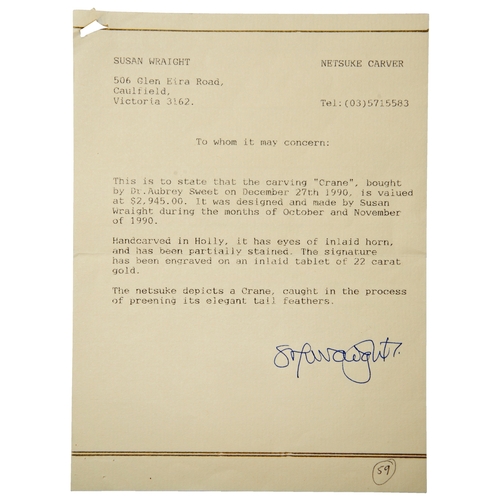 SUSAN WRAIGHT NETSUKE CARVER
506 Glen Eira Road,
Caulfield,
Victoria 3162. Tel:(03)5715583
To whom it may concern:
This is to state that the carving "Crane", bought
by Dr.Aubrey Sweet on December 27th 1990, is valued
at $2,945.00. It was designed and made by Susan
Wraight during the months of October and November
of 1990.
Handcarved in Holly, it has eyes of inlaid horn,
and has been partially stained. The signature
has been engraved on an inlaid tablet of 22 carat
gold.
The netsuke depicts a Crane, caught in the process
of preening its elegant tail feathers.
59